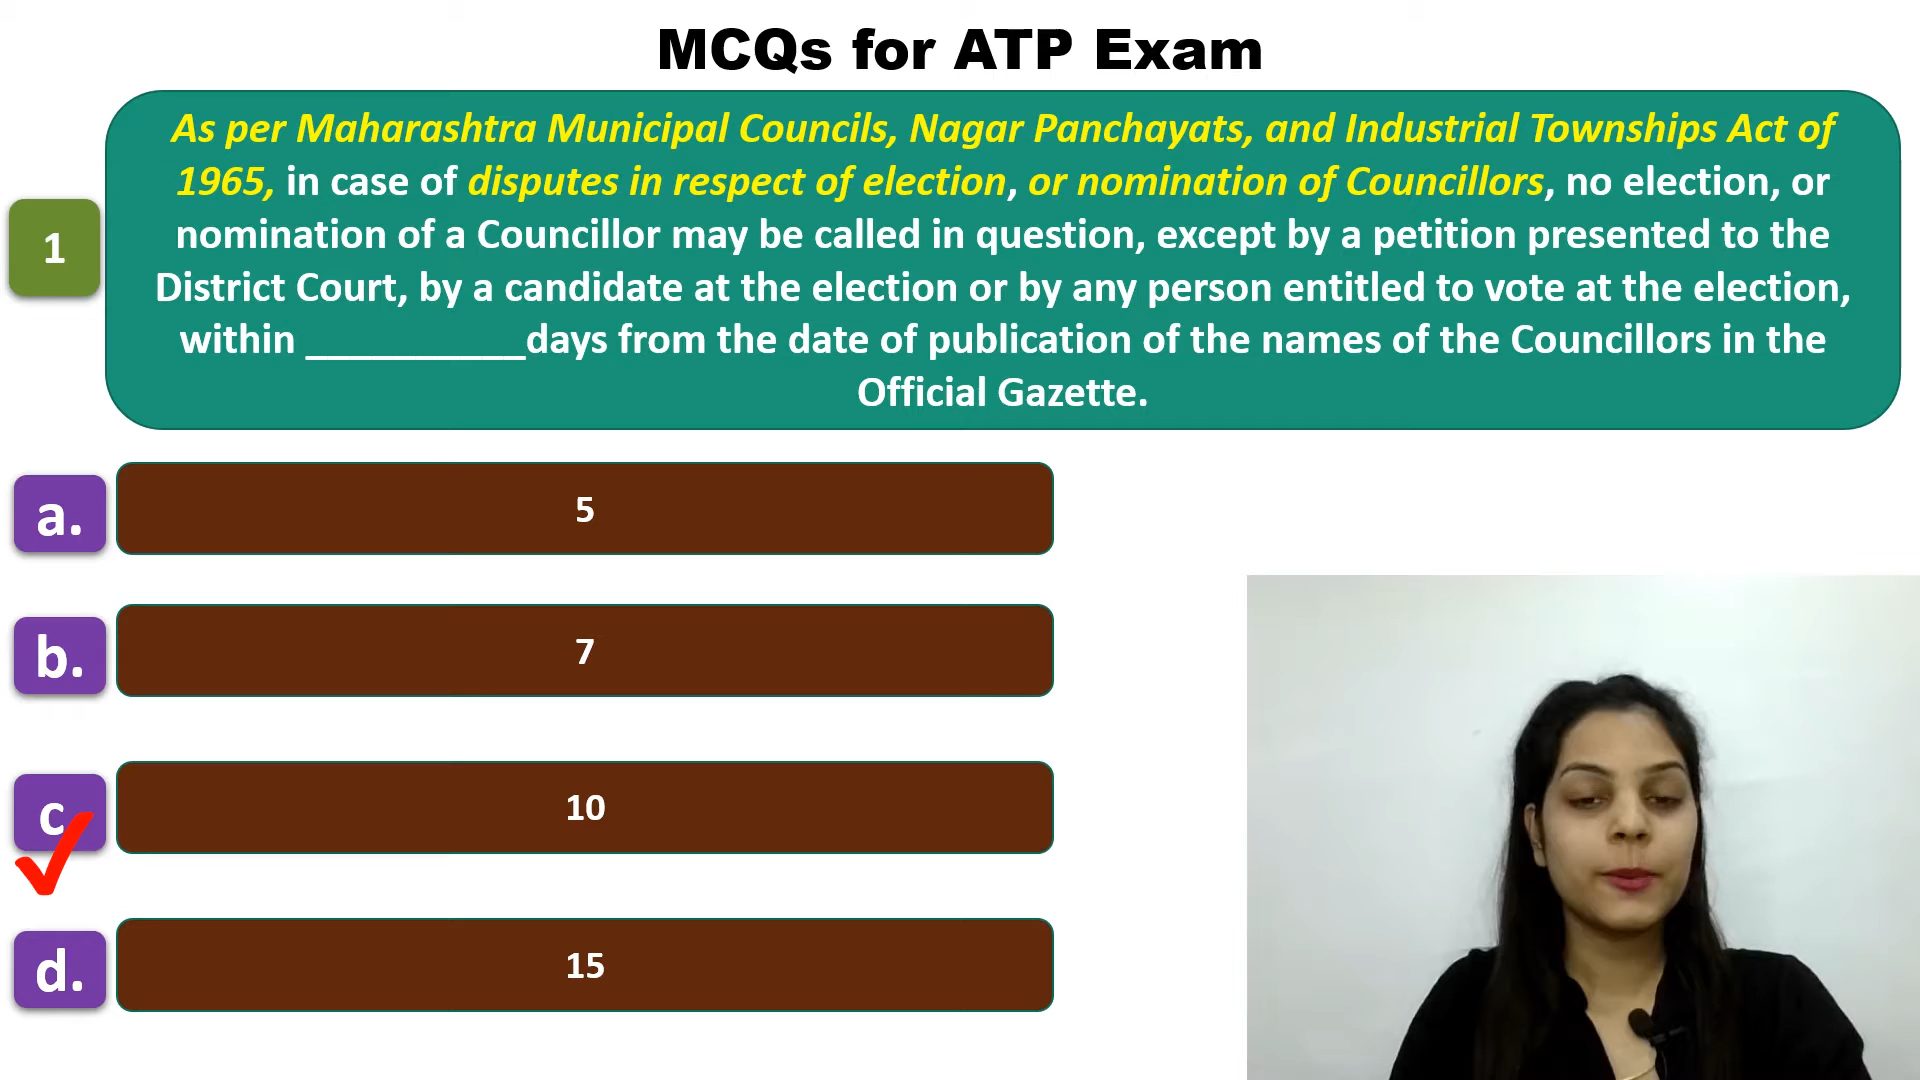 MCQs for ATP Exam
1
As per Maharashtra Municipal Councils, Nagar Panchayats, and Industrial Townships Act of
1965, in case of disputes in respect of election, or nomination of Councillors, no election, or
nomination of a Councillor may be called in question, except by a petition presented to the
District Court, by a candidate at the election or by any person entitled to vote at the election,
within __________days from the date of publication of the names of the Councillors in the
Official Gazette.
a. 5
b. 7
c. 10
d. 15